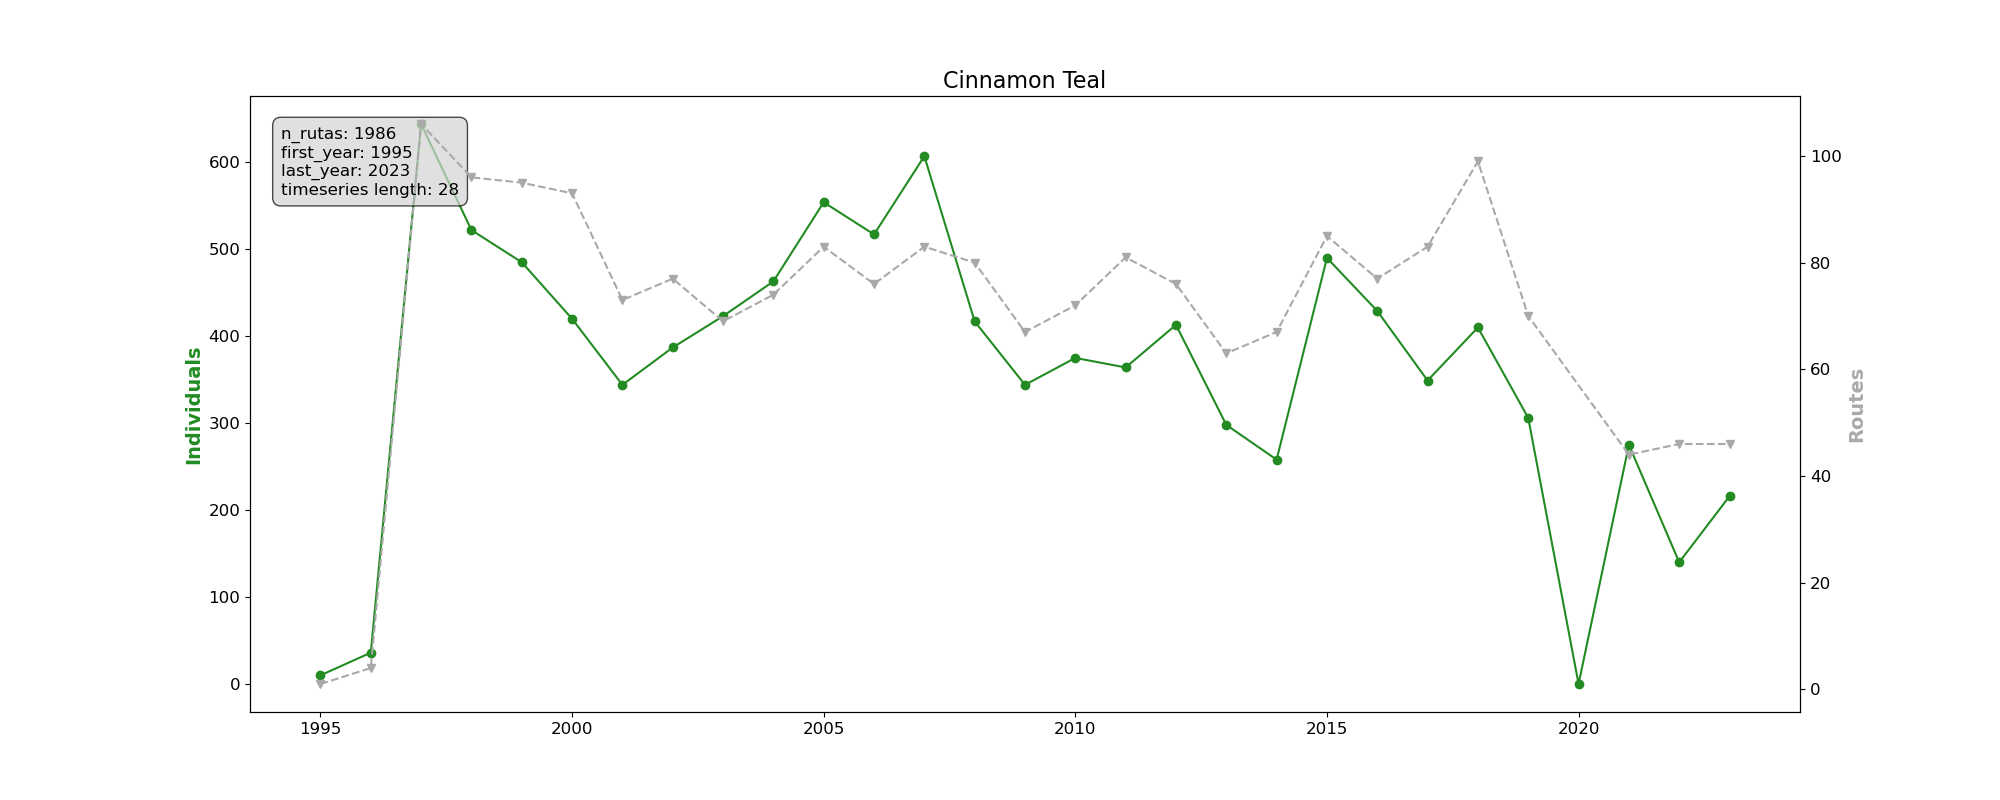 Cinnamon Teal
n_rutas: 1986
first_year: 1995
last_year: 2023
timeseries length: 28
600
500
400
300
200
100
0
Individuals
100
80
60
40
20
0
Routes
1995 2000 2005 2010 2015 2020